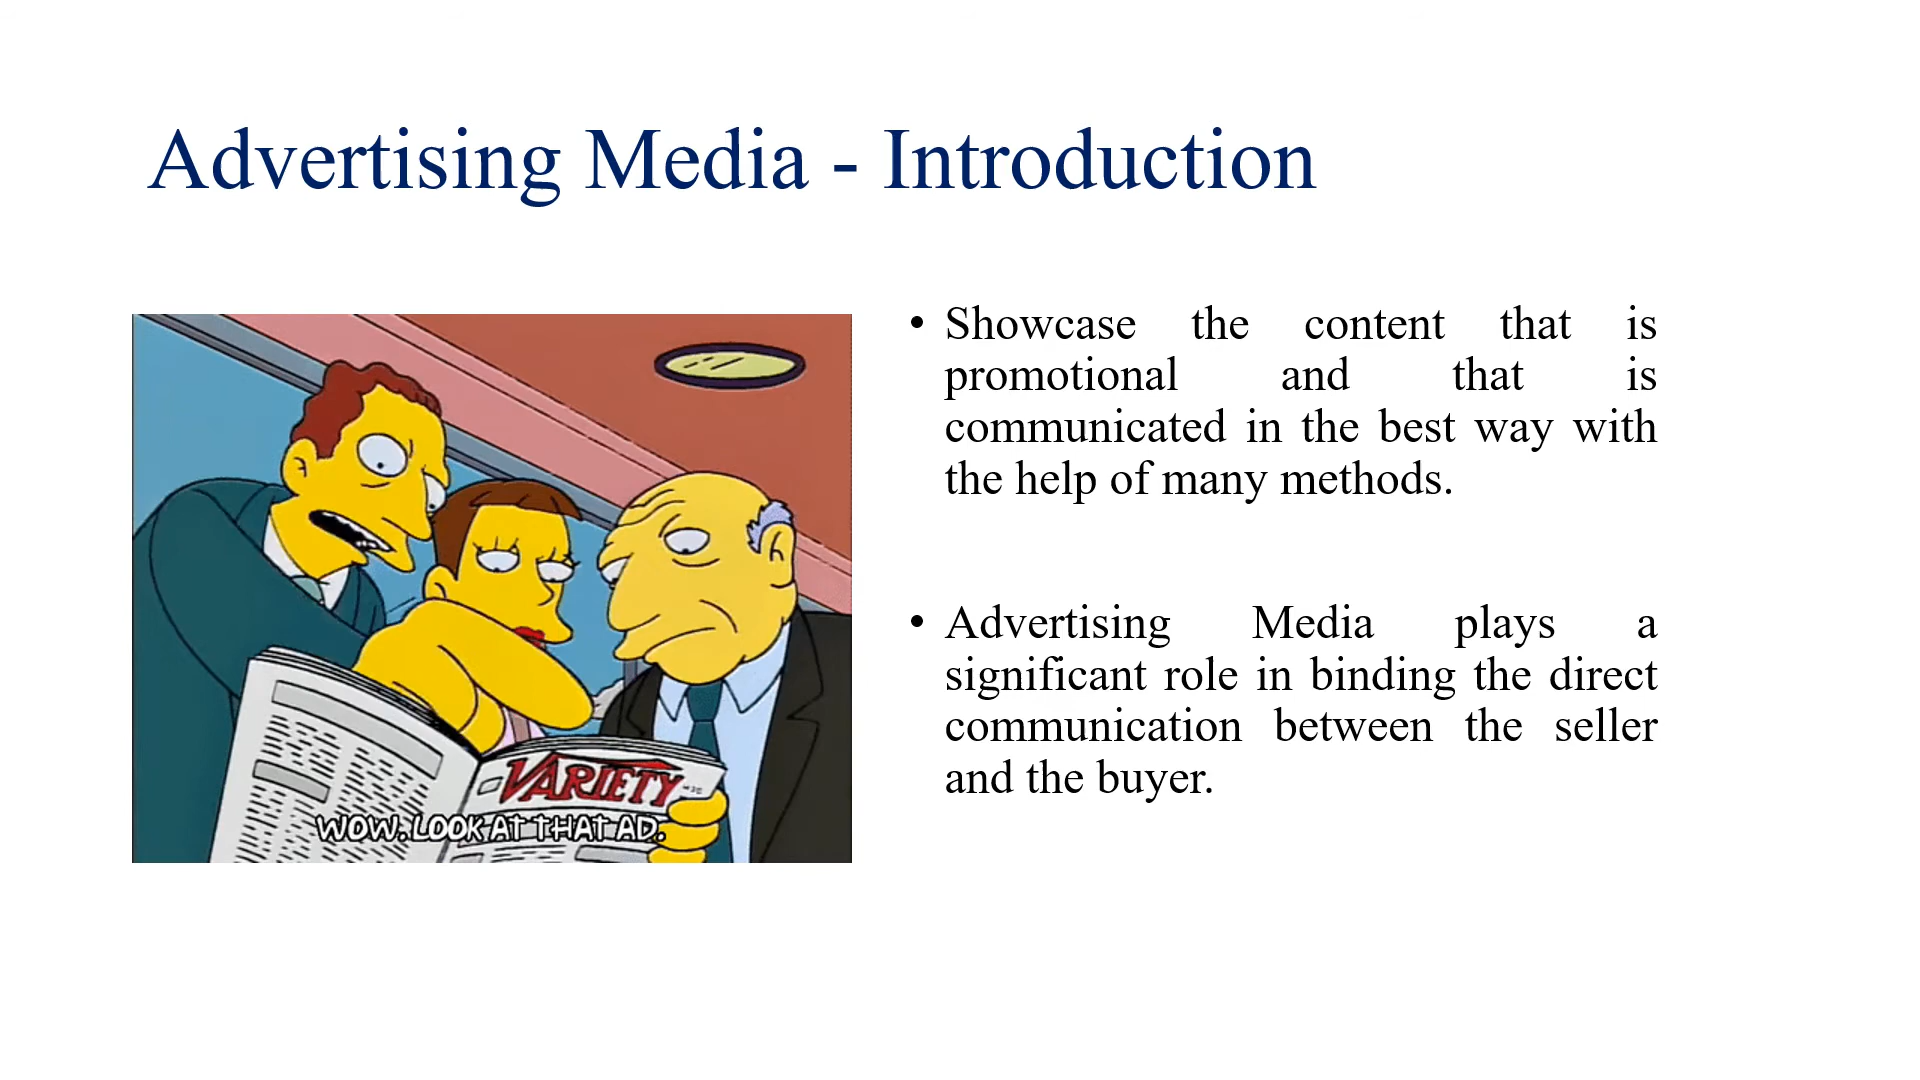 Advertising Media - Introduction
VARIETY
WOW. LOOK AT THAT AD.
• Showcase the content that is
promotional and that is
communicated in the best way with
the help of many methods.
• Advertising Media plays a
significant role in binding the direct
communication between the seller
and the buyer.